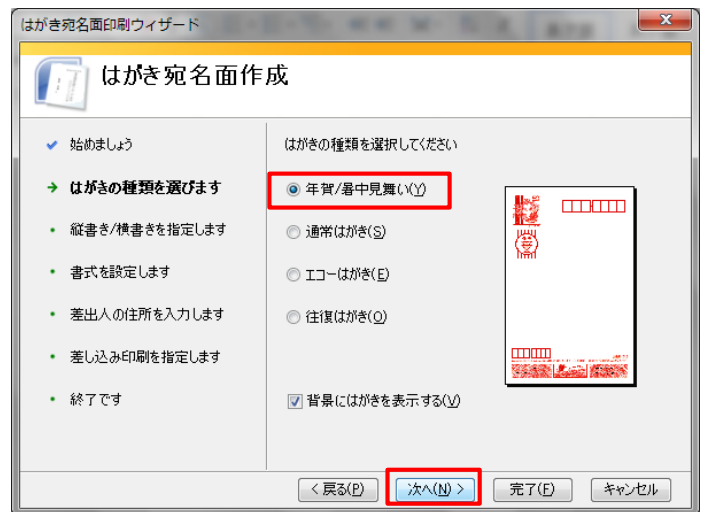 はがき宛名面印刷ウィザード
はがき宛名面作成
始めましょう
はがきの種類を選びます
縦書き/横書きを指定します
書式を設定します
差出人の住所を入力します
差し込み印刷を指定します
終了です
はがきの種類を選択してください
年賀/暑中見舞い(Y)
通常はがき(S)
エコーはがき(E)
往復はがき(O)
背景にはがきを表示する(V)
< 戻る(P)
次へ(N) >
完了(F)
キャンセル